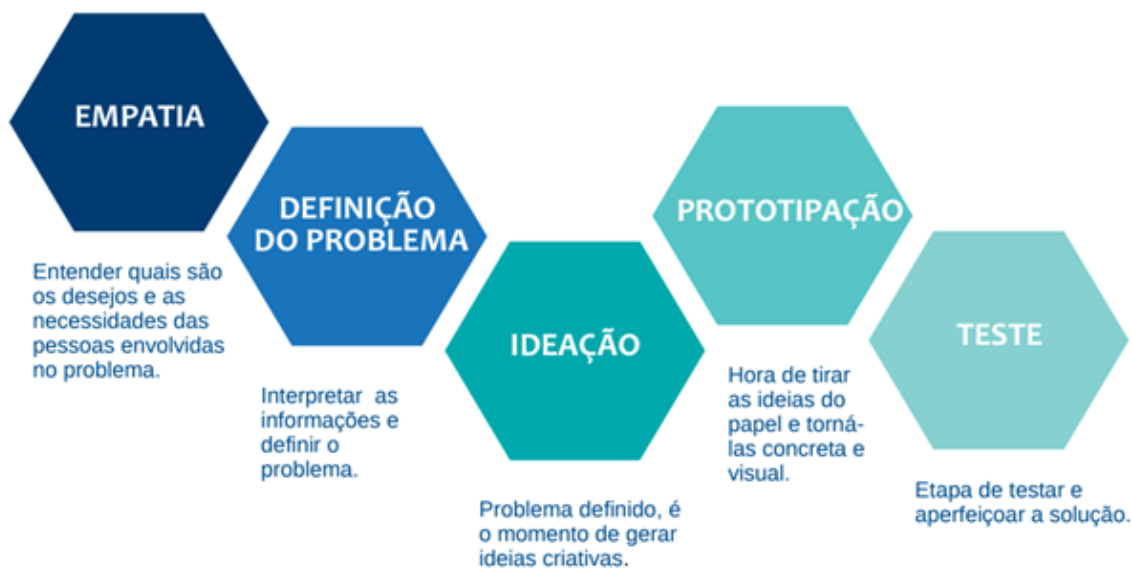 EMPATIA
Entender quais são
os desejos e as
necessidades das
pessoas envolvidas
no problema.
DEFINIÇÃO
DO PROBLEMA
Interpretar as
informações e
definir o
problema.
IDEAÇÃO
Problema definido, é
o momento de gerar
ideias criativas.
PROTOTIPAÇÃO
Hora de tirar
as ideias do
papel e torná-
las concreta e
visual.
TESTE
Etapa de testar e
aperfeiçoar a solução.